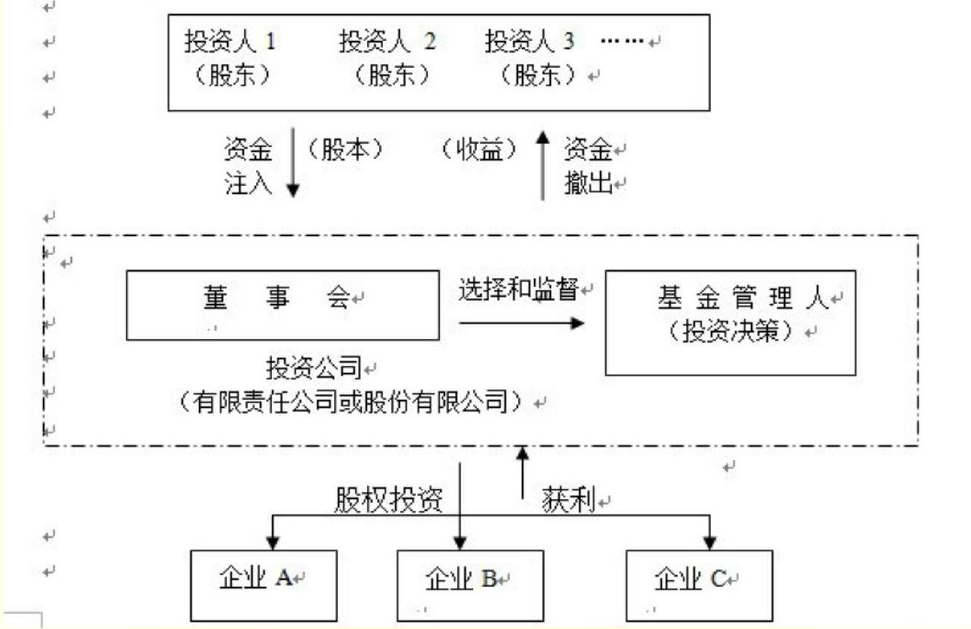 投资人 1 投资人 2 投资人 3 ……
（股东） （股东） （股东）
资金 （股本） （收益） 资金
注入 撤出
董 事 会 选择和监督 基 金 管 理 人
（投资决策）
投资公司
（有限责任公司或股份有限公司）
股权投资 获利
企业 A 企业 B 企业 C